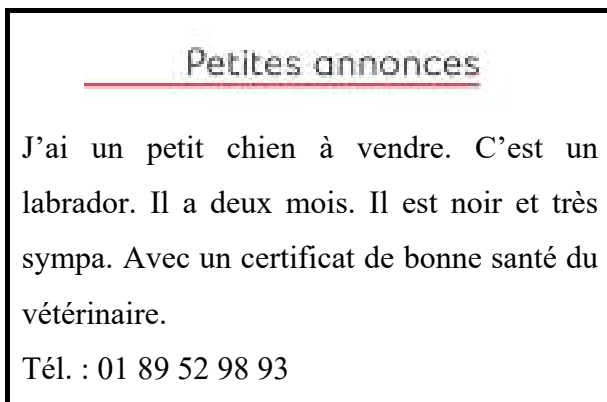 Petites annonces
J’ai un petit chien à vendre. C’est un
labrador. Il a deux mois. Il est noir et très
sympa. Avec un certificat de bonne santé du
vétérinaire.
Tél. : 01 89 52 98 93